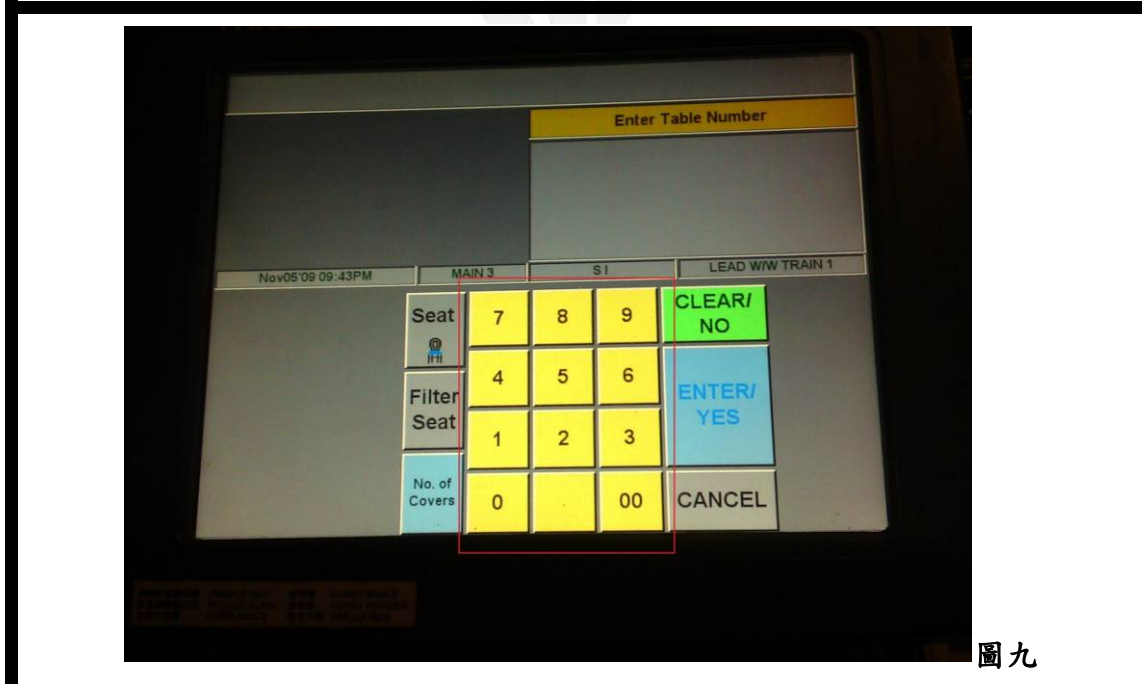 Enter Table Number
Nov05'09 09:43PM
MAIN 3
S I
LEAD W/W TRAIN 1
Seat
7
8
9
CLEAR/
NO
Filter
Seat
4
5
6
ENTER/
YES
1
2
3
No. of
Covers
0
.
00
CANCEL
圖九